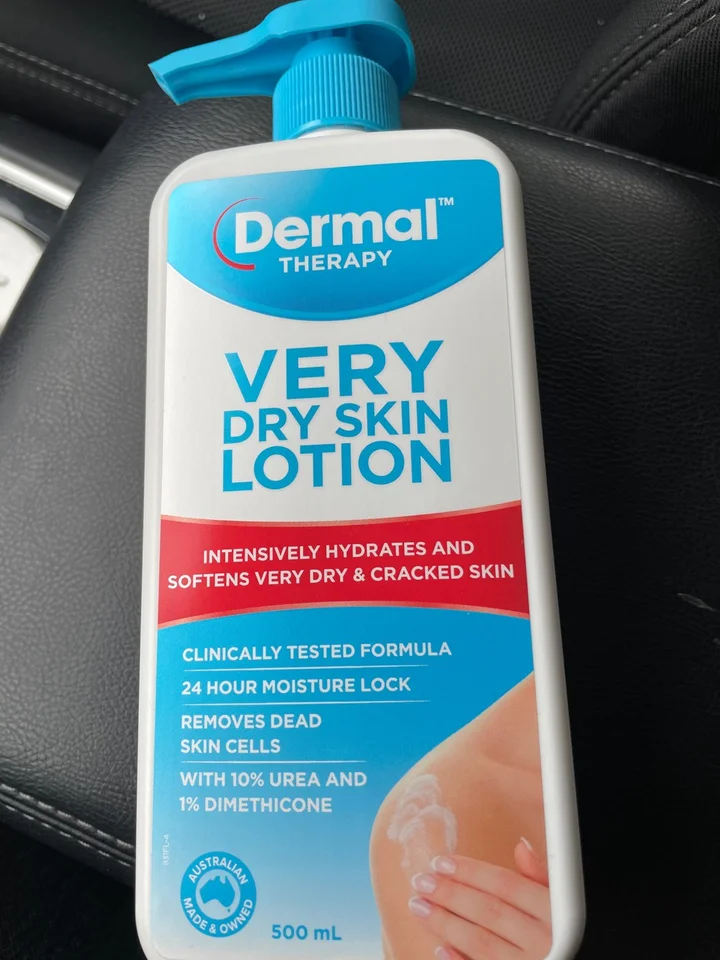 Dermal™
THERAPY
VERY
DRY SKIN
LOTION
INTENSIVELY HYDRATES AND
SOFTENS VERY DRY & CRACKED SKIN
CLINICALLY TESTED FORMULA
24 HOUR MOISTURE LOCK
REMOVES DEAD
SKIN CELLS
WITH 10% UREA AND
1% DIMETHICONE
AUSTRALIAN
MADE & OWNED
500 mL